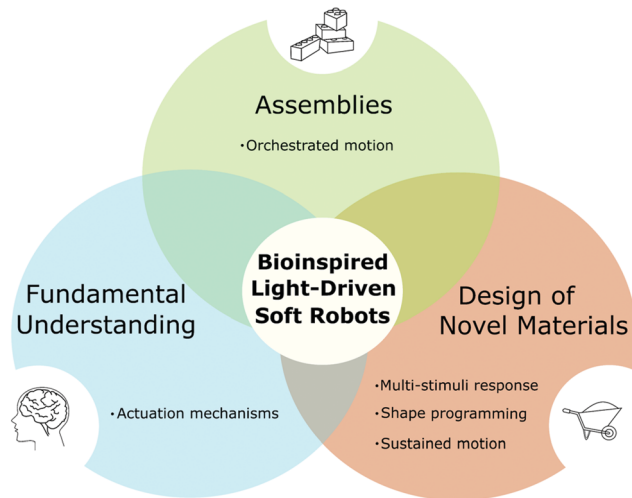 Assemblies
·Orchestrated motion
Bioinspired
Light-Driven
Soft Robots
Fundamental
Understanding
·Actuation mechanisms
Design of
Novel Materials
·Multi-stimuli response
·Shape programming
·Sustained motion